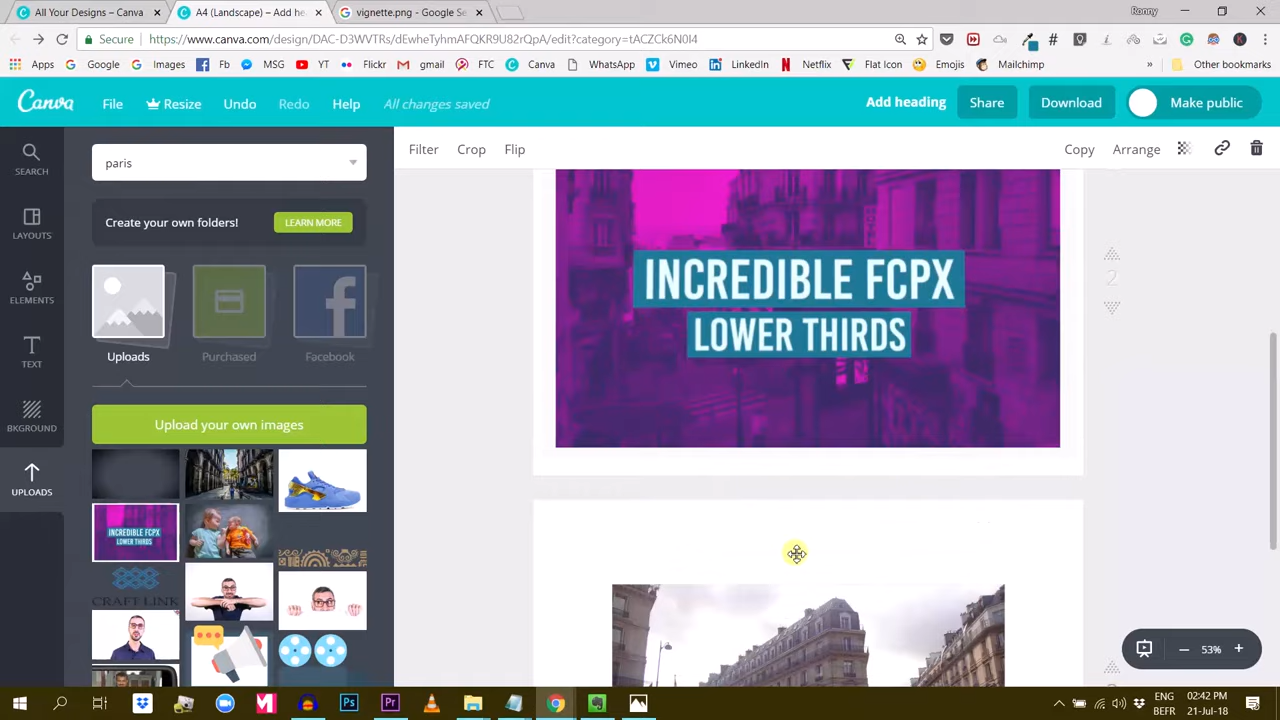 All Your Designs – Canva
A4 (Landscape) – Add he
vignette.png - Google Se
Ronny
Secure
https://www.canva.com/design/DAC-D3WVTRs/dEwheTyhmAFQKR9U82rQpA/edit?category=tACZCk6N0I4
Apps
Google
Images
Fb
MSG
YT
Flickr
gmail
FTC
Canva
WhatsApp
Vimeo
LinkedIn
Netflix
Flat Icon
Emojis
Mailchimp
»
Other bookmarks
Canva
File
Resize
Undo
Redo
Help
All changes saved
Add heading
Share
Download
Make public
Filter
Crop
Flip
Copy
Arrange
SEARCH
LAYOUTS
ELEMENTS
TEXT
BKGROUND
UPLOADS
paris
Create your own folders!
LEARN MORE
Uploads
Purchased
Facebook
Upload your own images
INCREDIBLE FCPX
LOWER THIRDS
CRAFT LINK
INCREDIBLE FCPX
LOWER THIRDS
2
53%
ENG
BEFR
02:42 PM
21-Jul-18